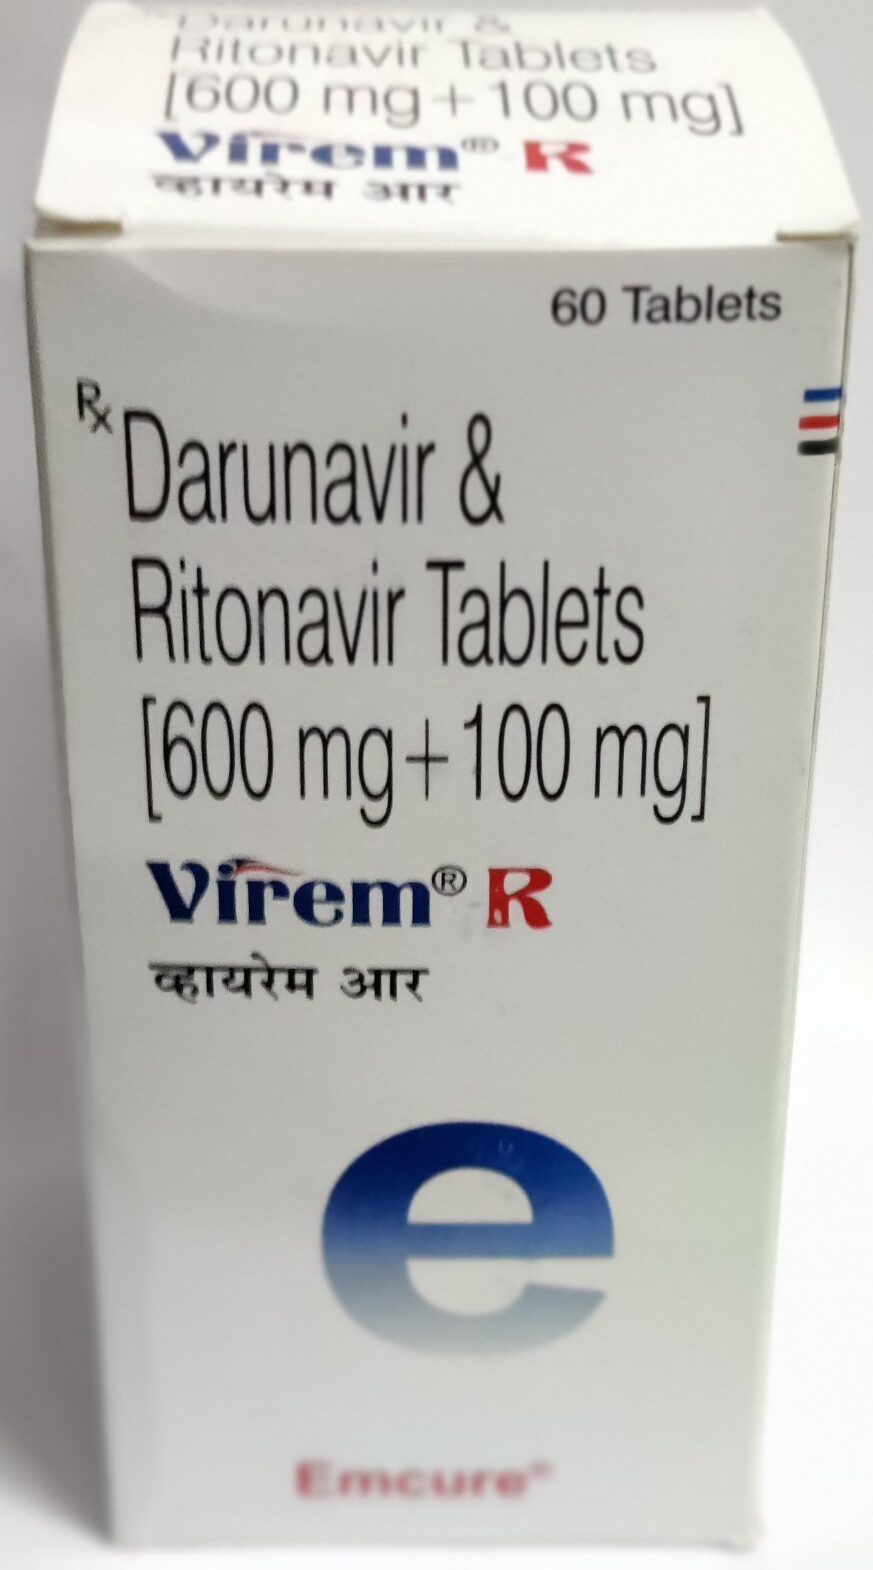 Darunavir &
Ritonavir Tablets
[600 mg+100 mg]
Virem® R
व्हायरेम आर
60 Tablets
Rx Darunavir &
Ritonavir Tablets
[600 mg+100 mg]
Virem® R
व्हायरेम आर
e
Emcure®